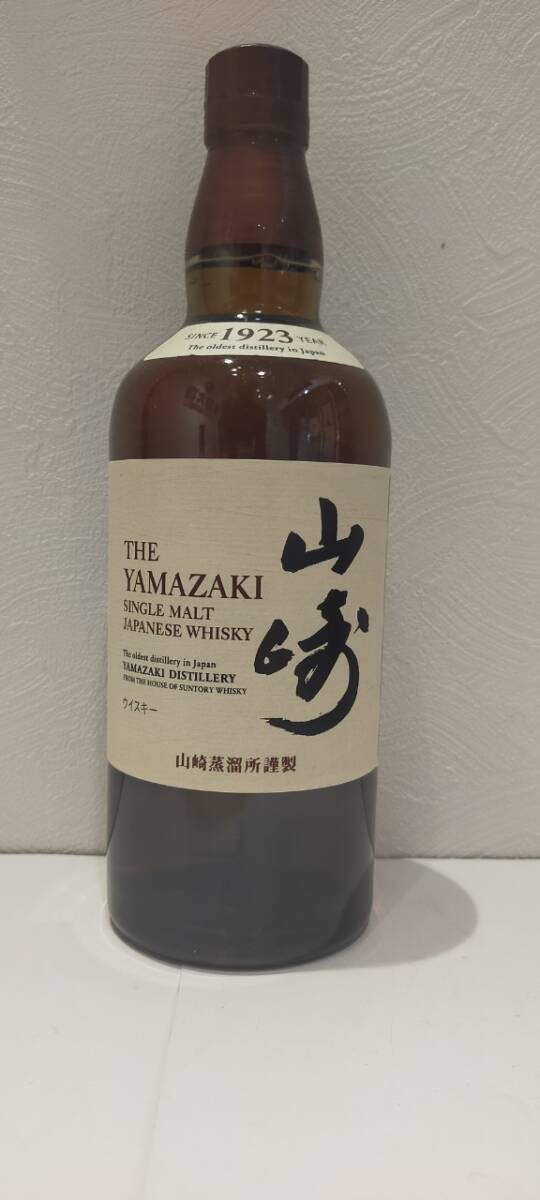 SINCE 1923 YEAR
The oldest distillery in Japan
THE
YAMAZAKI
SINGLE MALT
JAPANESE WHISKY
The oldest distillery in Japan
YAMAZAKI DISTILLERY
FROM THE HOUSE OF SUNTORY WHISKY
ウイスキー
山崎
山崎蒸溜所謹製